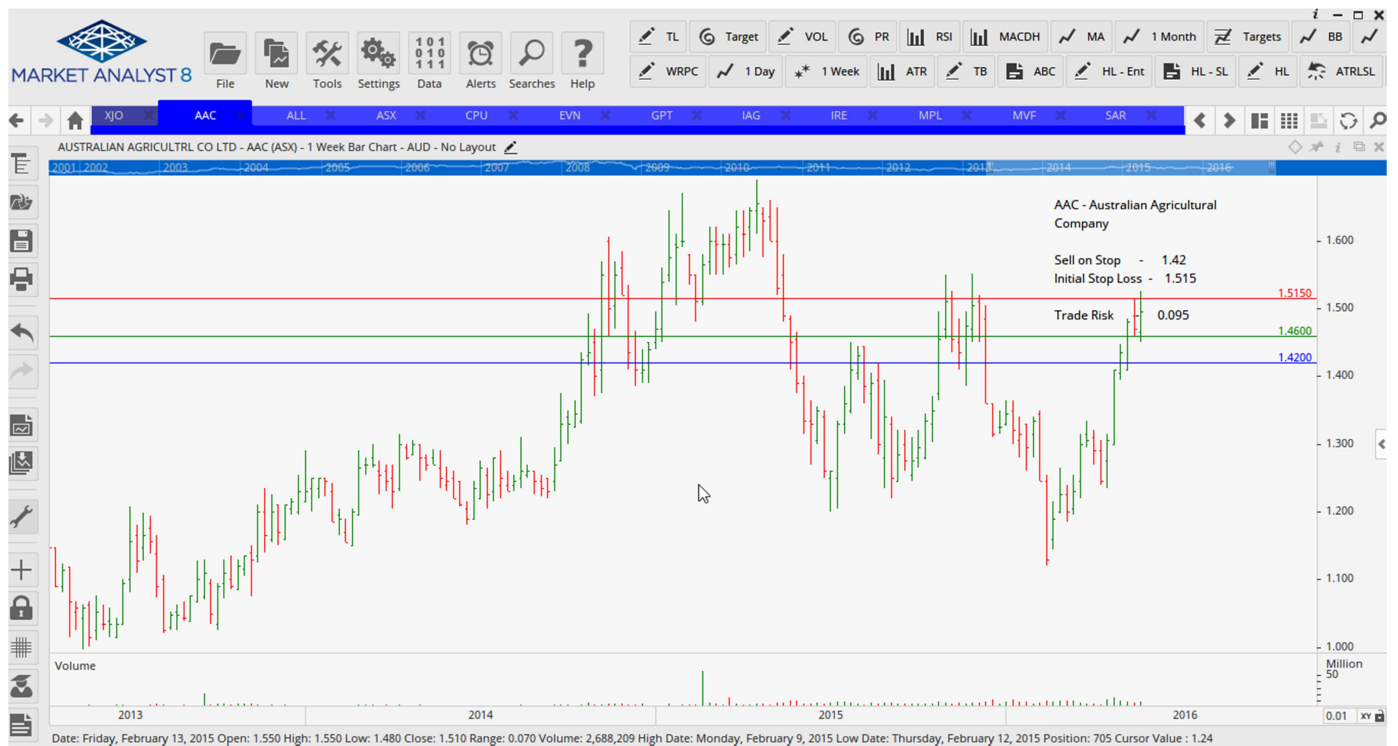 i
TL Target VOL PR RSI MACDH MA 1 Month Targets BB
MARKET ANALYST 8
File New Tools Settings Data Alerts Searches Help
101
010
111
WRPC 1 Day 1 Week ATR TB ABC HL - Ent HL - SL HL ATRLSL
XJO AAC ALL ASX CPU EVN GPT IAG IRE MPL MVF SAR
AUSTRALIAN AGRICULTRL CO LTD - AAC (ASX) - 1 Week Bar Chart - AUD - No Layout
2001 2002 2003 2004 2005 2006 2007 2008 2009 2010 2011 2012 2013 2014 2015 2016
AAC - Australian Agricultural
Company
Sell on Stop - 1.42
Initial Stop Loss - 1.515
Trade Risk 0.095
1.600
1.5150
1.500
1.4600
1.4200
1.400
1.300
1.200
1.100
1.000
Volume
Million
50
2013 2014 2015 2016
0.01 XY
Date: Friday, February 13, 2015 Open: 1.550 High: 1.550 Low: 1.480 Close: 1.510 Range: 0.070 Volume: 2,688,209 High Date: Monday, February 9, 2015 Low Date: Thursday, February 12, 2015 Position: 705 Cursor Value : 1.24